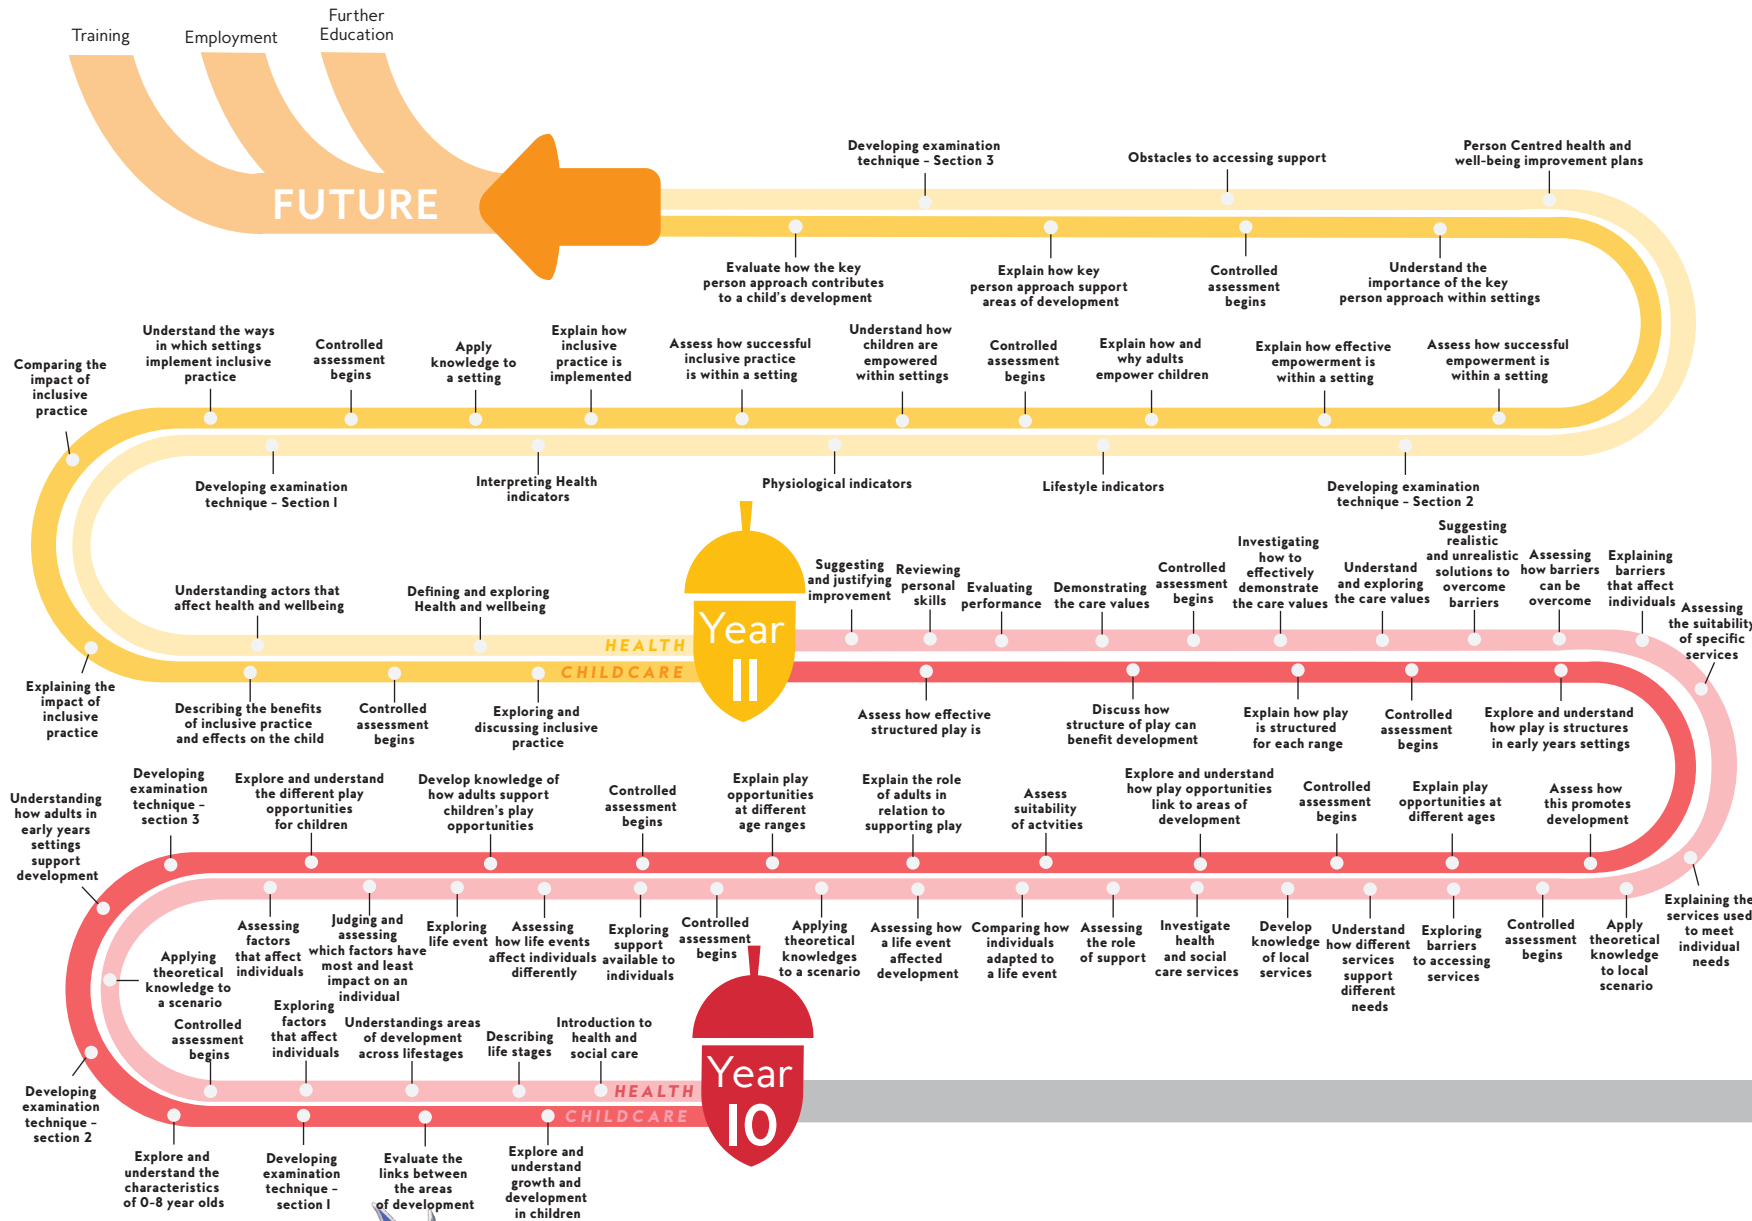 Training
Employment
Further
Education
FUTURE
Developing examination
technique – Section 3
Obstacles to accessing support
Person Centred health and
well-being improvement plans
Evaluate how the key
person approach contributes
to a child's development
Explain how key
person approach support
areas of development
Controlled
assessment
begins
Understand the
importance of the key
person approach within settings
Comparing the
impact of
inclusive
practice
Understand the ways
in which settings
implement inclusive
practice
Controlled
assessment
begins
Apply
knowledge to
a setting
Explain how
inclusive
practice is
implemented
Assess how successful
inclusive practice
is within a setting
Understand how
children are
empowered
within settings
Controlled
assessment
begins
Explain how and
why adults
empower children
Explain how effective
empowerment is
within a setting
Assess how successful
empowerment is
within a setting
Developing examination
technique – Section 1
Interpreting Health
indicators
Physiological indicators
Lifestyle indicators
Developing examination
technique – Section 2
Understanding actors that
affect health and wellbeing
Defining and exploring
Health and wellbeing
HEALTH
CHILDCARE
Year
11
Suggesting
and justifying
improvement
Reviewing
personal
skills
Evaluating
performance
Demonstrating
the care values
Controlled
assessment
begins
Investigating
how to
effectively
demonstrate
the care values
Understand
and exploring
the care values
Suggesting
realistic
and unrealistic
solutions to
overcome
barriers
Assessing
how barriers
can be
overcome
Explaining
barriers
that affect
individuals
Assessing
the suitability
of specific
services
Explaining the
impact of
inclusive
practice
Describing the benefits
of inclusive practice
and effects on the child
Controlled
assessment
begins
Exploring and
discussing inclusive
practice
Assess how effective
structured play is
Discuss how
structure of play can
benefit development
Explain how play
is structured
for each range
Controlled
assessment
begins
Explore and understand
how play is structures
in early years settings
Understanding
how adults in
early years
settings
support
development
Developing
examination
technique –
section 3
Explore and understand
the different play
opportunities
for children
Develop knowledge of
how adults support
children's play
opportunities
Controlled
assessment
begins
Explain play
opportunities
at different
age ranges
Explain the role
of adults in
relation to
supporting play
Assess
suitability
of actvities
Explore and understand
how play opportunities
link to areas of
development
Controlled
assessment
begins
Explain play
opportunities at
different ages
Assess how
this promotes
development
Applying
theoretical
knowledge to
a scenario
Assessing
factors
that affect
individuals
Judging and
assessing
which factors have
most and least
impact on an
individual
Exploring
life event
Assessing
how life events
affect individuals
differently
Exploring
support
available to
individuals
Controlled
assessment
begins
Applying
theoretical
knowledges
to a scenario
Assessing how
a life event
affected
development
Comparing how
individuals
adapted to
a life event
Assessing
the role
of support
Investigate
health
and social
care services
Develop
knowledge
of local
services
Understand
how different
services
support
different
needs
Exploring
barriers
to accessing
services
Controlled
assessment
begins
Apply
theoretical
knowledge
to local
scenario
Explaining the
services used
to meet
individual
needs
Controlled
assessment
begins
Exploring
factors
that affect
individuals
Understandings areas
of development
across lifestages
Describing
life stages
Introduction to
health and
social care
HEALTH
CHILDCARE
Year
10
Developing
examination
technique –
section 2
Explore and
understand the
characteristics
of 0-8 year olds
Developing
examination
technique –
section 1
Evaluate the
links between
the areas
of development
Explore and
understand
growth and
development
in children